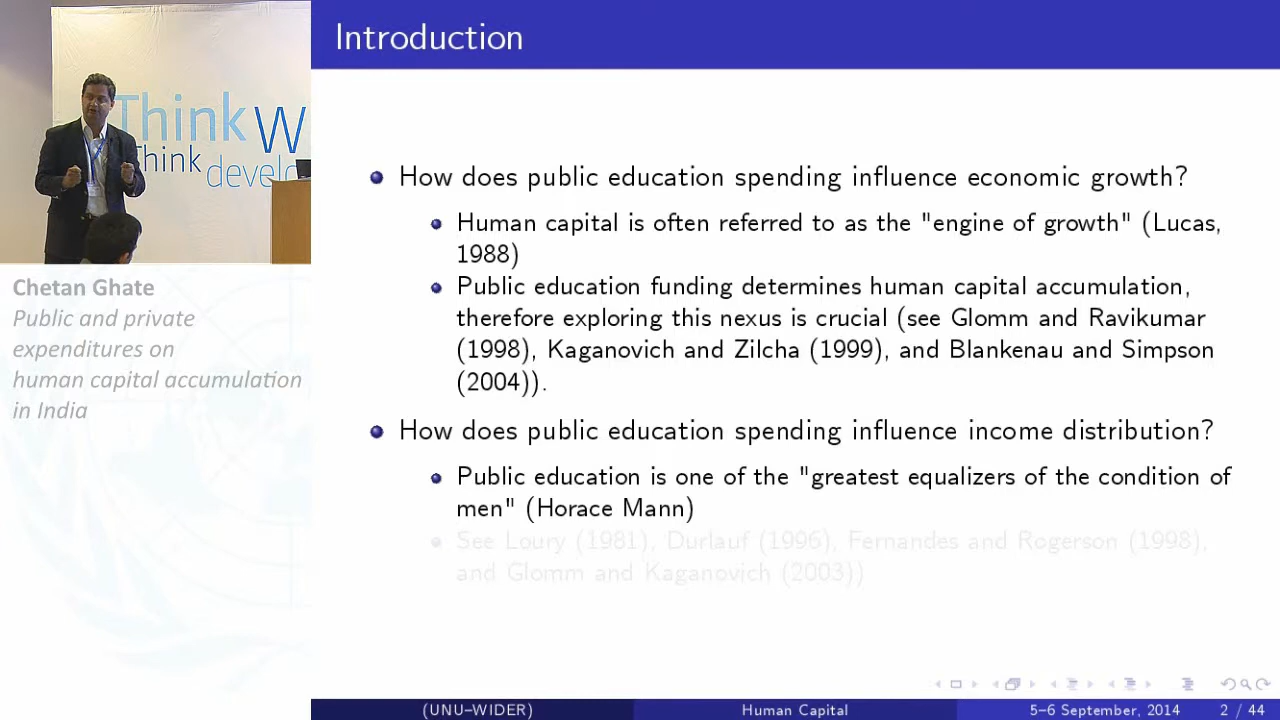 Introduction
Think W
Think
develo
Chetan Ghate
Public and private
expenditures on
human capital accumulation
in India
How does public education spending influence economic growth?
Human capital is often referred to as the "engine of growth" (Lucas,
1988)
Public education funding determines human capital accumulation,
therefore exploring this nexus is crucial (see Glomm and Ravikumar
(1998), Kaganovich and Zilcha (1999), and Blankenau and Simpson
(2004)).
How does public education spending influence income distribution?
Public education is one of the "greatest equalizers of the condition of
men" (Horace Mann)
See Loury (1981), Durlauf (1996), Fernandes and Rogerson (1998),
and Glomm and Kaganovich (2003))
(UNU–WIDER) Human Capital 5–6 September, 2014 2 / 44